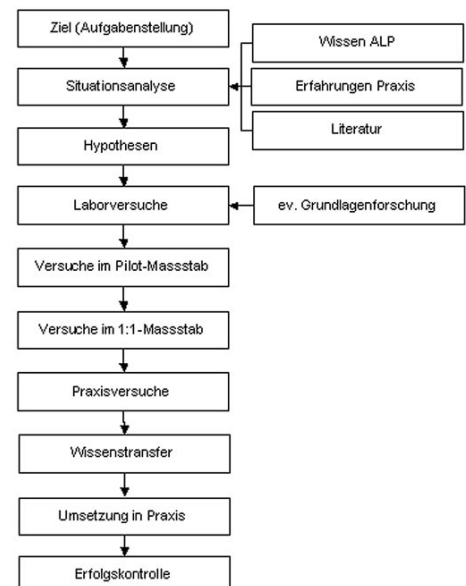 Ziel (Aufgabenstellung)
Wissen ALP
Situationsanalyse
Erfahrungen Praxis
Literatur
Hypothesen
Laborversuche
ev. Grundlagenforschung
Versuche im Pilot-Massstab
Versuche im 1:1-Massstab
Praxisversuche
Wissenstransfer
Umsetzung in Praxis
Erfolgskontrolle